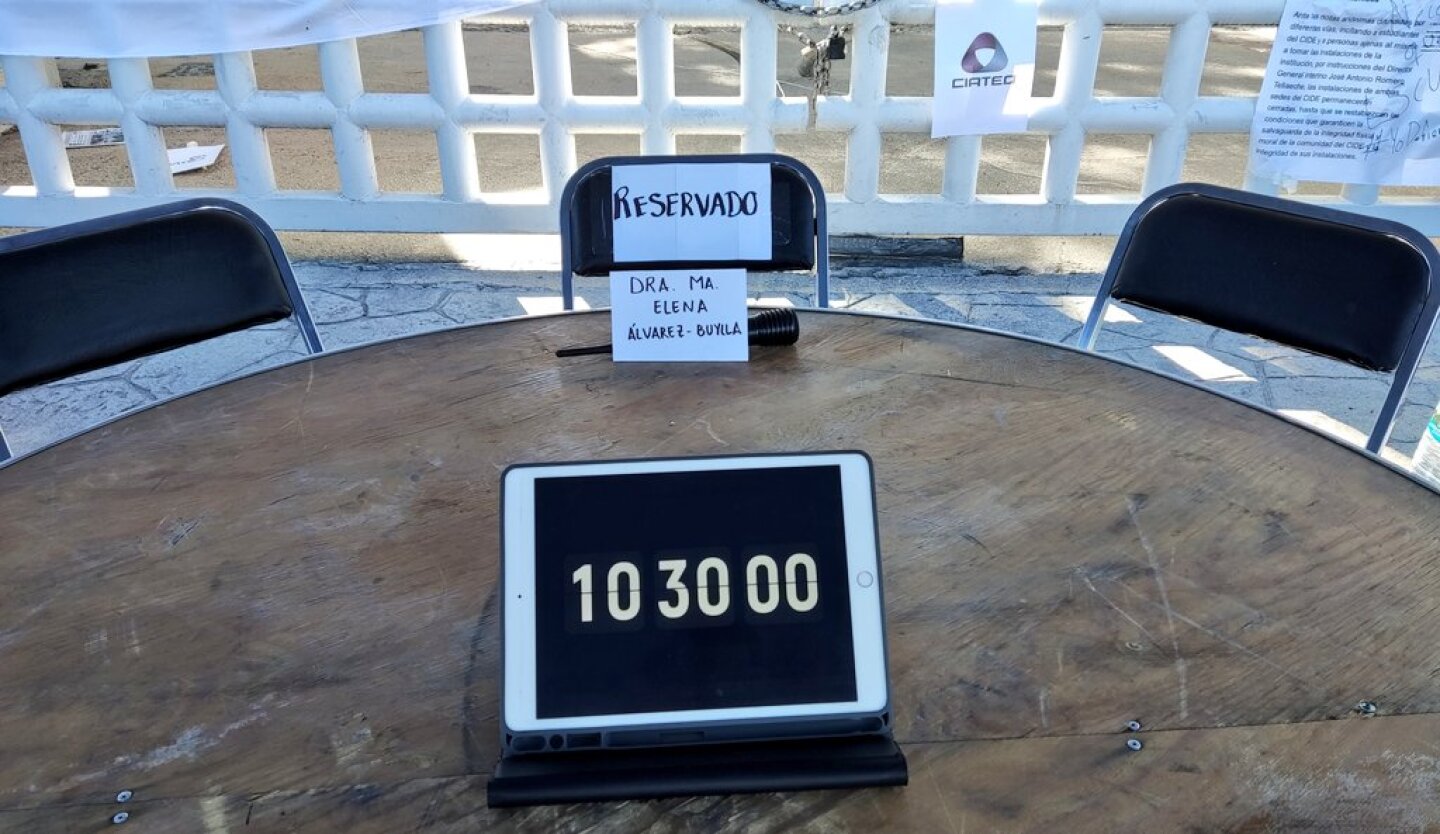 CIATEC
Ante las notas anónimas
diferentes vías, incitando a estudiantes
del CIDE y a personas ajenas al mismo
a tomar las instalaciones de la
institución, por instrucciones del Director
General interino José Antonio Romero
Tellaeche, las instalaciones de ambas
sedes del CIDE permanecerán
cerradas, hasta que se restablezcan las
condiciones que garanticen la
salvaguarda de la integridad física
moral de la comunidad del CIDE
integridad de sus instalaciones.
RESERVADO
DRA. MA.
ELENA
ÁLVAREZ-BUYLLA
10 30 00